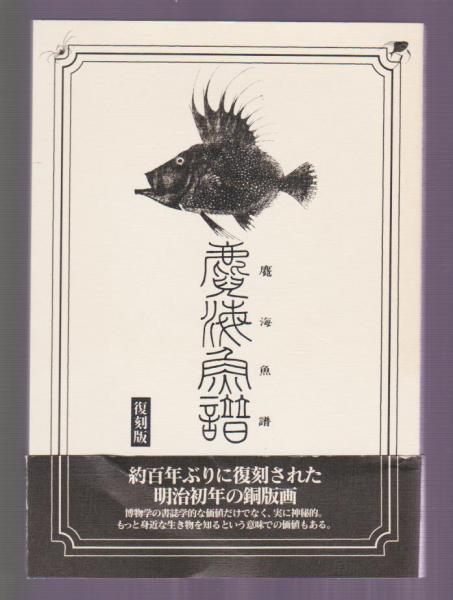 麑海魚譜
麑海魚譜
復刻版
約百年ぶりに復刻された
明治初年の銅版画
博物学の書誌学的な価値だけでなく、実に神秘的。
もっと身近な生き物を知るという意味での価値もある。